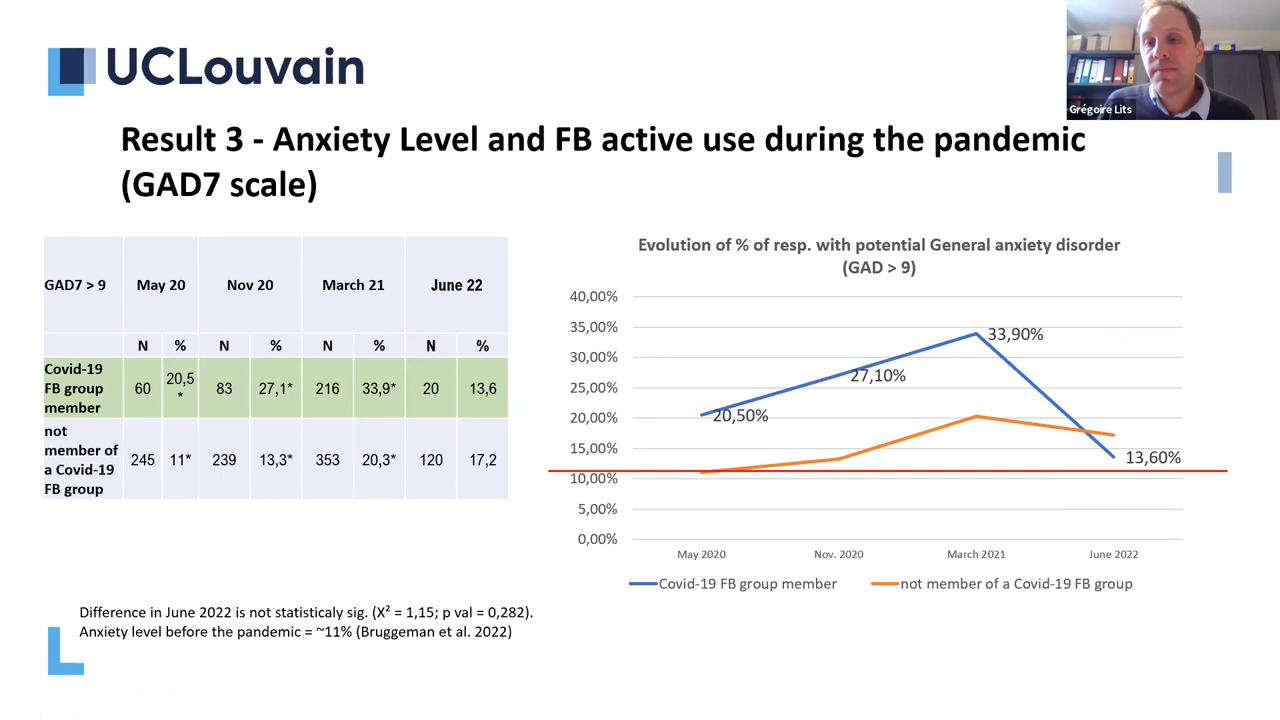 UCLouvain
Grégoire Lits
Result 3 - Anxiety Level and FB active use during the pandemic
(GAD7 scale)
GAD7 > 9 May 20 Nov 20 March 21 June 22
N % N % N % N %
Covid-19
FB group
member
60 20,5
* 83 27,1* 216 33,9* 20 13,6
not
member of
a Covid-19
FB group
245 11* 239 13,3* 353 20,3* 120 17,2
Evolution of % of resp. with potential General anxiety disorder
(GAD > 9)
40,00%
35,00%
30,00%
25,00%
20,00%
15,00%
10,00%
5,00%
0,00%
20,50%
27,10%
33,90%
13,60%
May 2020 Nov. 2020 March 2021 June 2022
Covid-19 FB group member not member of a Covid-19 FB group
Difference in June 2022 is not statisticaly sig. (X² = 1,15; p val = 0,282).
Anxiety level before the pandemic = ~11% (Bruggeman et al. 2022)